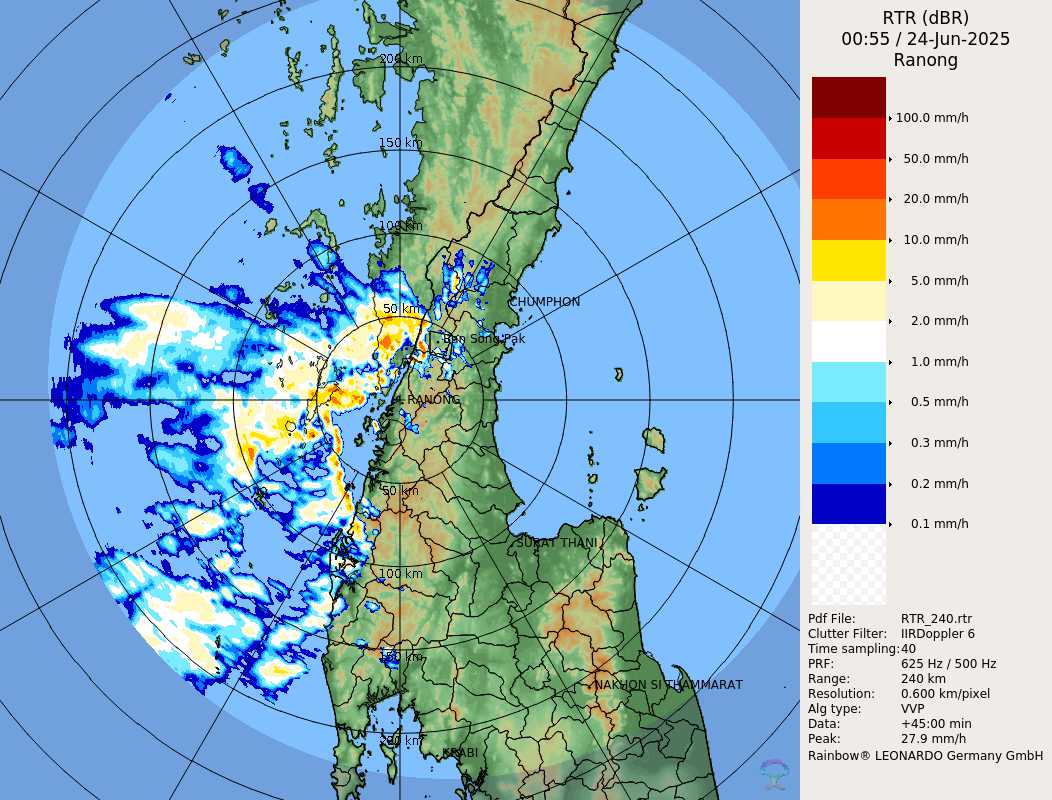 RTR (dBR)
00:55 / 24-Jun-2025
Ranong
200 km
150 km
100 km
50 km
CHUMPHON
Ban Song Pak
RANONG
50 km
SURAT THANI
100 km
150 km
NAKHON SI THAMMARAT
200 km
KRABI
100.0 mm/h
50.0 mm/h
20.0 mm/h
10.0 mm/h
5.0 mm/h
2.0 mm/h
1.0 mm/h
0.5 mm/h
0.3 mm/h
0.2 mm/h
0.1 mm/h
Pdf File: RTR_240.rtr
Clutter Filter: IIRDoppler 6
Time sampling:40
PRF: 625 Hz / 500 Hz
Range: 240 km
Resolution: 0.600 km/pixel
Alg type: VVP
Data: +45:00 min
Peak: 27.9 mm/h
Rainbow® LEONARDO Germany GmbH